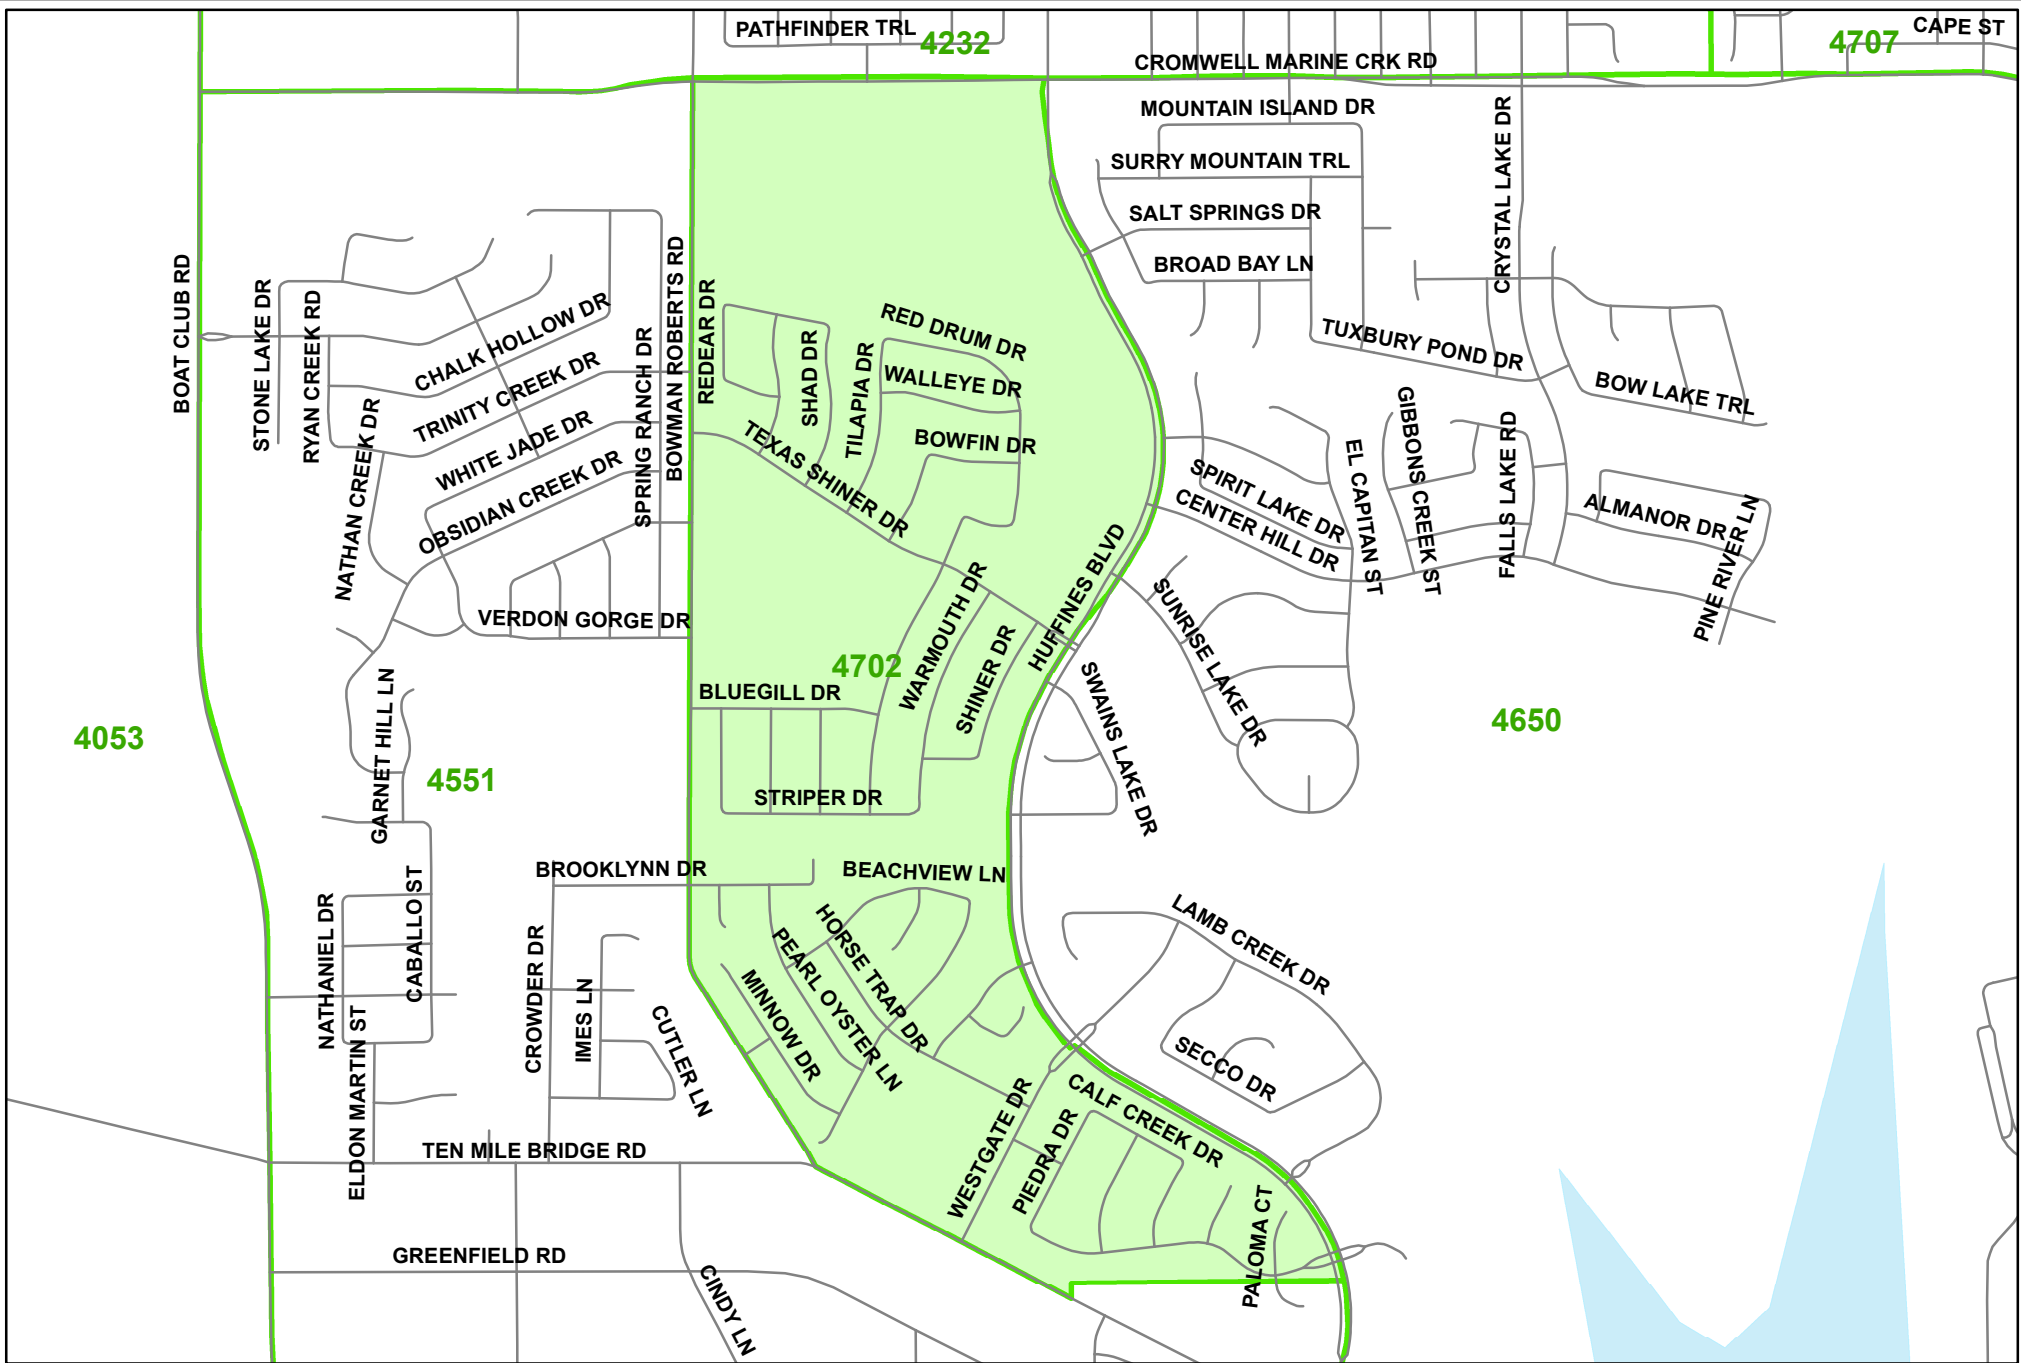 PATHFINDER TRL
4232
CAPE ST
4707
CROMWELL MARINE CRK RD
MOUNTAIN ISLAND DR
SURRY MOUNTAIN TRL
CRYSTAL LAKE DR
SALT SPRINGS DR
BROAD BAY LN
BOAT CLUB RD
STONE LAKE DR
RYAN CREEK RD
CHALK HOLLOW DR
TRINITY CREEK DR
WHITE JADE DR
OBSIDIAN CREEK DR
NATHAN CREEK DR
SPRING RANCH DR
BOWMAN ROBERTS RD
REDEAR DR
SHAD DR
TILAPIA DR
RED DRUM DR
WALLEYE DR
BOWFIN DR
TEXAS SHINER DR
TUXBURY POND DR
BOW LAKE TRL
GIBBONS CREEK ST
EL CAPITAN ST
FALLS LAKE RD
SPIRIT LAKE DR
CENTER HILL DR
ALMANOR DR
PINE RIVER LN
HUFFINES BLVD
SUNRISE LAKE DR
VERDON GORGE DR
WARMOUTH DR
SHINER DR
4702
BLUEGILL DR
SWAINS LAKE DR
4650
4053
GARNET HILL LN
4551
STRIPER DR
BROOKLYNN DR
BEACHVIEW LN
CABALLO ST
NATHANIEL DR
HORSE TRAP DR
PEARL OYSTER LN
MINNOW DR
LAMB CREEK DR
CROWDER DR
IMES LN
CUTLER LN
ELDON MARTIN ST
SECCO DR
CALF CREEK DR
WESTGATE DR
PIEDRA DR
TEN MILE BRIDGE RD
PALOMA CT
GREENFIELD RD
CINDY LN